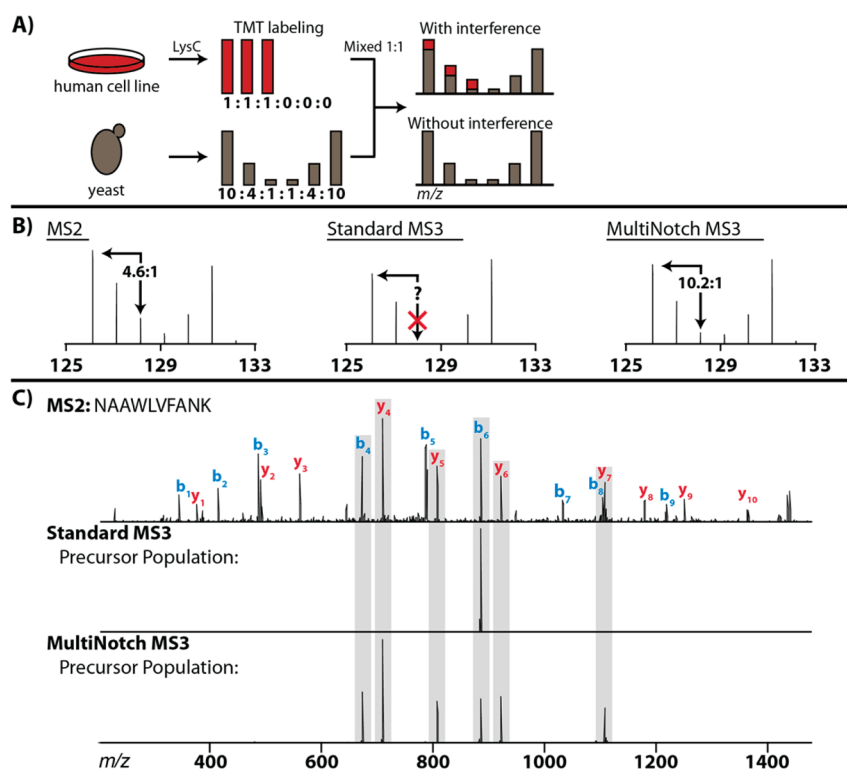 A)
LysC
TMT labeling
Mixed 1:1
With interference
human cell line
1 : 1 : 1 : 0 : 0 : 0
Without interference
yeast
10 : 4 : 1 : 1 : 4 : 10
m/z
B)
MS2
Standard MS3
MultiNotch MS3
4.6:1
?
10.2:1
125 129 133
125 129 133
125 129 133
C)
MS2: NAAWLVFANK
b1 y1 b2 b3 y2 y3 b4 y4 b5 y5 b6 y6 b7 b8 y7 y8 b9 y9 y10
Standard MS3
Precursor Population:
MultiNotch MS3
Precursor Population:
m/z 400 600 800 1000 1200 1400